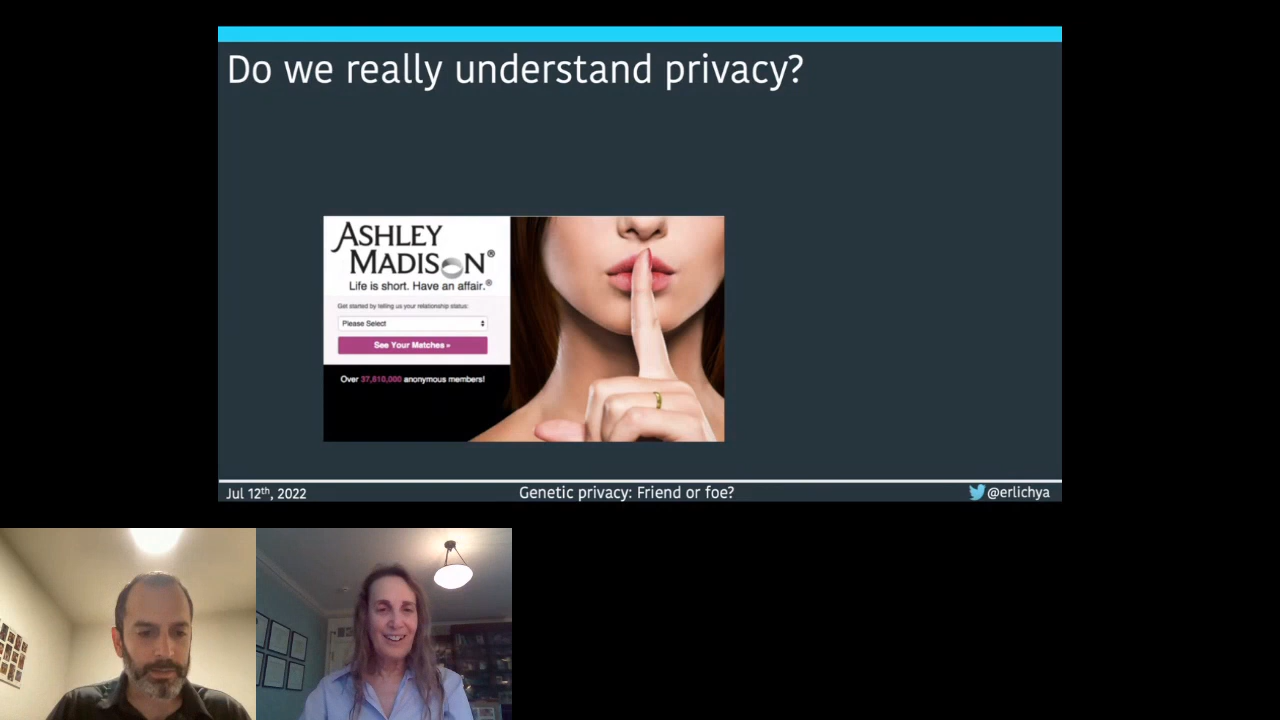 Do we really understand privacy?
ASHLEY
MADISON®
Life is short. Have an affair.®
Get started by telling us your relationship status:
Please Select
See Your Matches »
Over 37,610,000 anonymous members!
Jul 12th, 2022
Genetic privacy: Friend or foe?
@erlichya